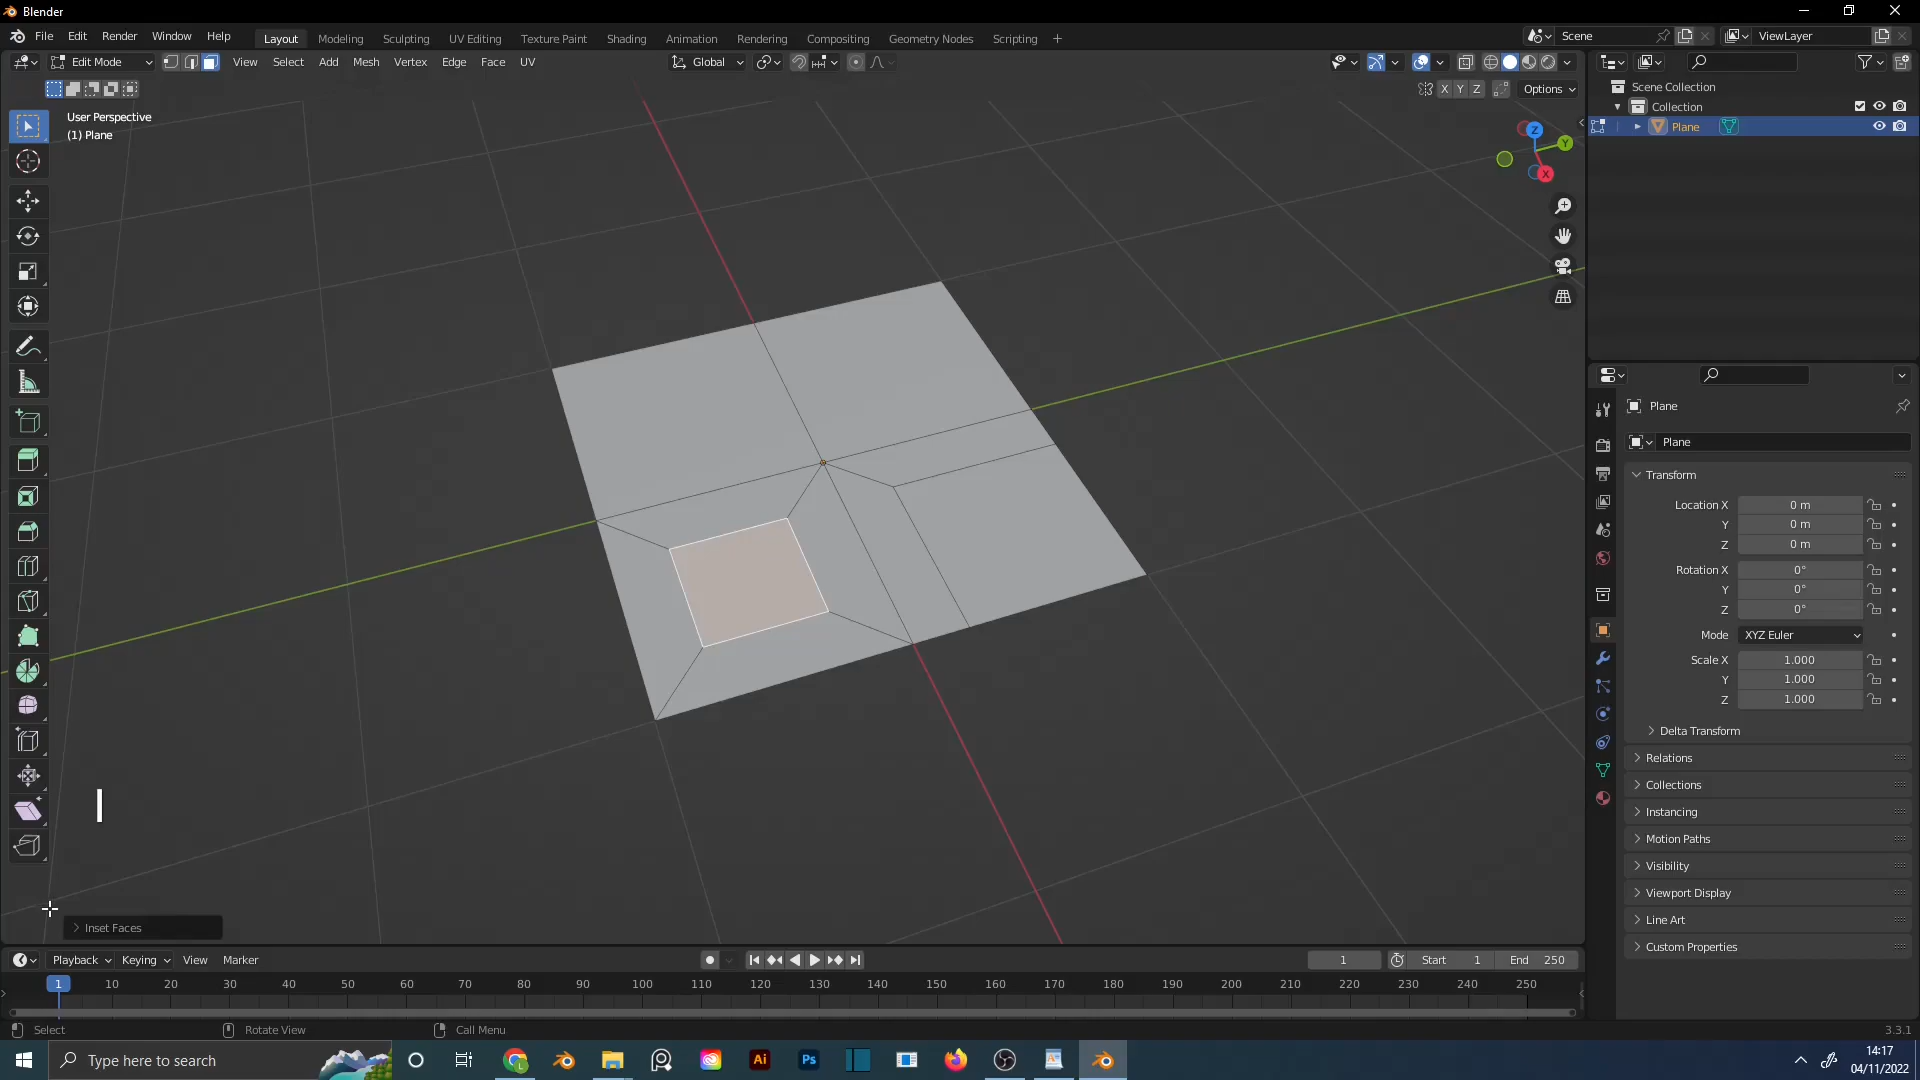 Blender
File Edit Render Window Help Layout Modeling Sculpting UV Editing Texture Paint Shading Animation Rendering Compositing Geometry Nodes Scripting + Scene ViewLayer
Edit Mode View Select Add Mesh Vertex Edge Face UV Global
X Y Z Options
User Perspective
(1) Plane
Z
Y
X
I
Inset Faces
Scene Collection
Collection
Plane
Plane
Plane
Transform
Location X 0 m
Y 0 m
Z 0 m
Rotation X 0°
Y 0°
Z 0°
Mode XYZ Euler
Scale X 1.000
Y 1.000
Z 1.000
Delta Transform
Relations
Collections
Instancing
Motion Paths
Visibility
Viewport Display
Line Art
Custom Properties
Playback Keying View Marker 1 Start 1 End 250
1 10 20 30 40 50 60 70 80 90 100 110 120 130 140 150 160 170 180 190 200 210 220 230 240 250
Select Rotate View Call Menu 3.3.1
Type here to search Ai Ps 14:17
04/11/2022